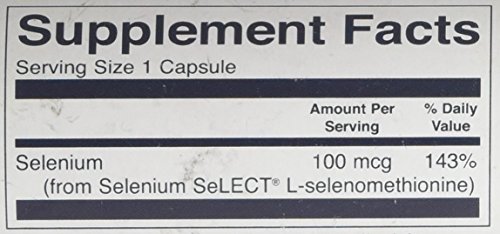 Supplement Facts
Serving Size 1 Capsule
Amount Per % Daily
Serving Value
Selenium 100 mcg 143%
(from Selenium SeLECT® L-selenomethionine)